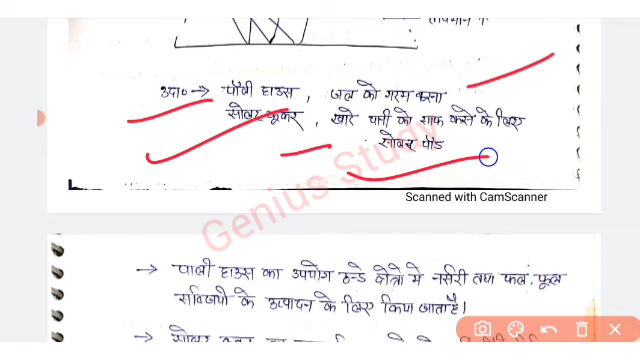 उदा० → पॉली हाउस, जल को गरम करना
सोलर कूकर, खारे पानी को साफ करने के लिए
सोलर पॉंड
Genius Study
Scanned with CamScanner
→ पाली हाउस का उपयोग ठन्डे क्षेत्रो मे नर्सरी तथा फल, फूल
सब्जियो के उत्पादन के लिए किया जाता है।
→ सोलर